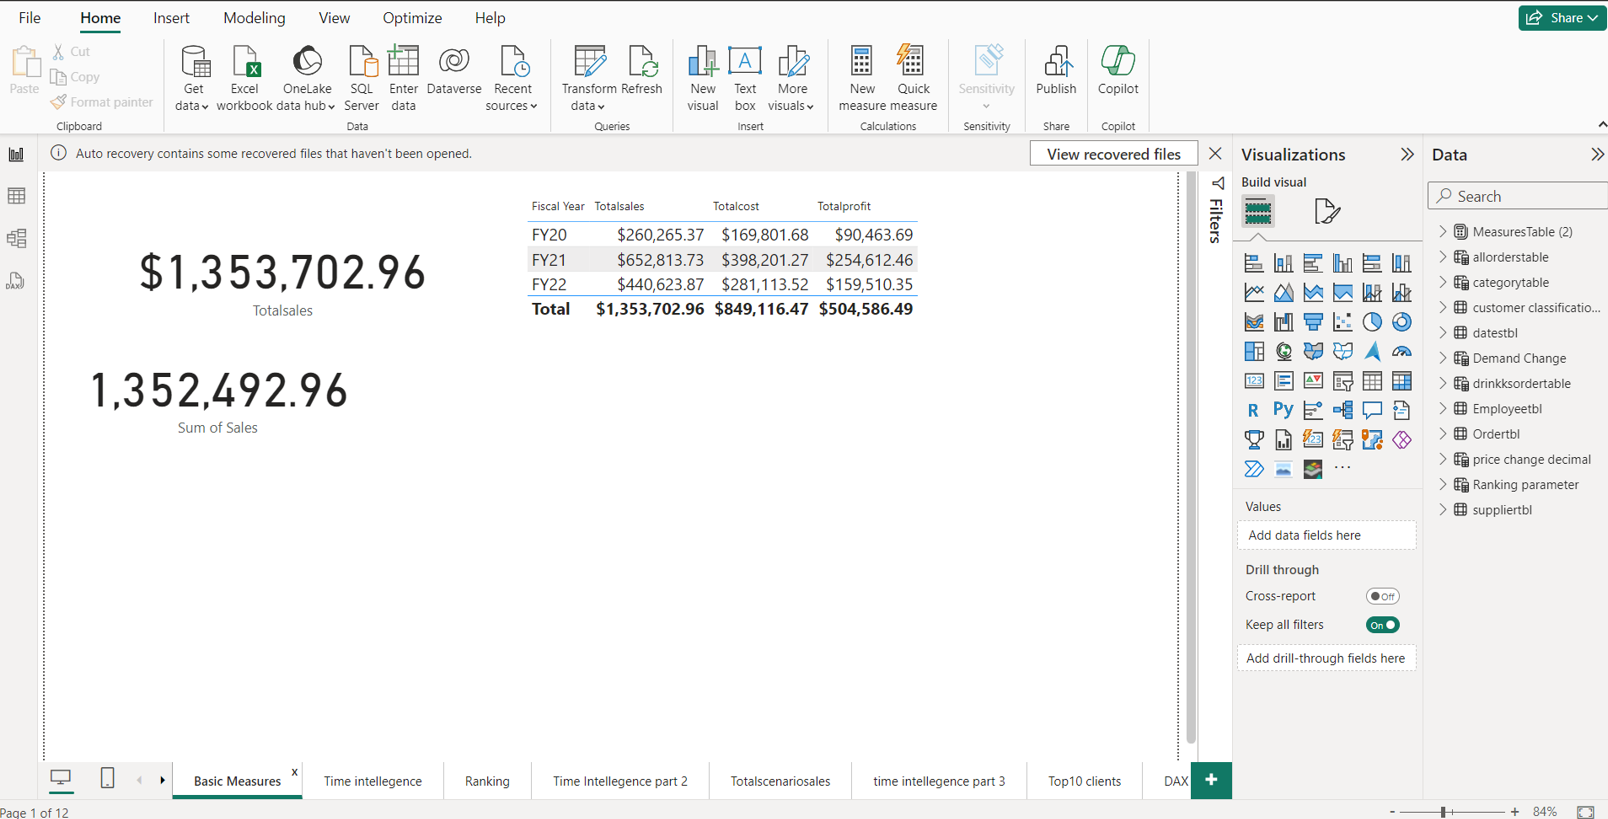 File Home Insert Modeling View Optimize Help Share
Paste
Cut
Copy
Format painter
Clipboard
Get data
Excel workbook
OneLake data hub
SQL Server
Enter data
Dataverse
Recent sources
Data
Transform data
Refresh
Queries
New visual
A
Text box
More visuals
Insert
New measure
Quick measure
Calculations
Sensitivity
Sensitivity
Publish
Share
Copilot
Copilot
Auto recovery contains some recovered files that haven't been opened.
View recovered files
DAX
$1,353,702.96
Totalsales
1,352,492.96
Sum of Sales
Fiscal Year Totalsales Totalcost Totalprofit
FY20 $260,265.37 $169,801.68 $90,463.69
FY21 $652,813.73 $398,201.27 $254,612.46
FY22 $440,623.87 $281,113.52 $159,510.35
Total $1,353,702.96 $849,116.47 $504,586.49
Filters
Visualizations
Build visual
123
R Py
123
...
Values
Add data fields here
Drill through
Cross-report Off
Keep all filters On
Add drill-through fields here
Data
Search
MeasuresTable (2)
allorderstable
categorytable
customer classificatio...
datestbl
Demand Change
drinkksordertable
Employeetbl
Ordertbl
price change decimal
Ranking parameter
suppliertbl
Basic Measures x
Time intellegence
Ranking
Time Intellegence part 2
Totalscenariosales
time intellegence part 3
Top10 clients
DAX
+
Page 1 of 12
- + 84%